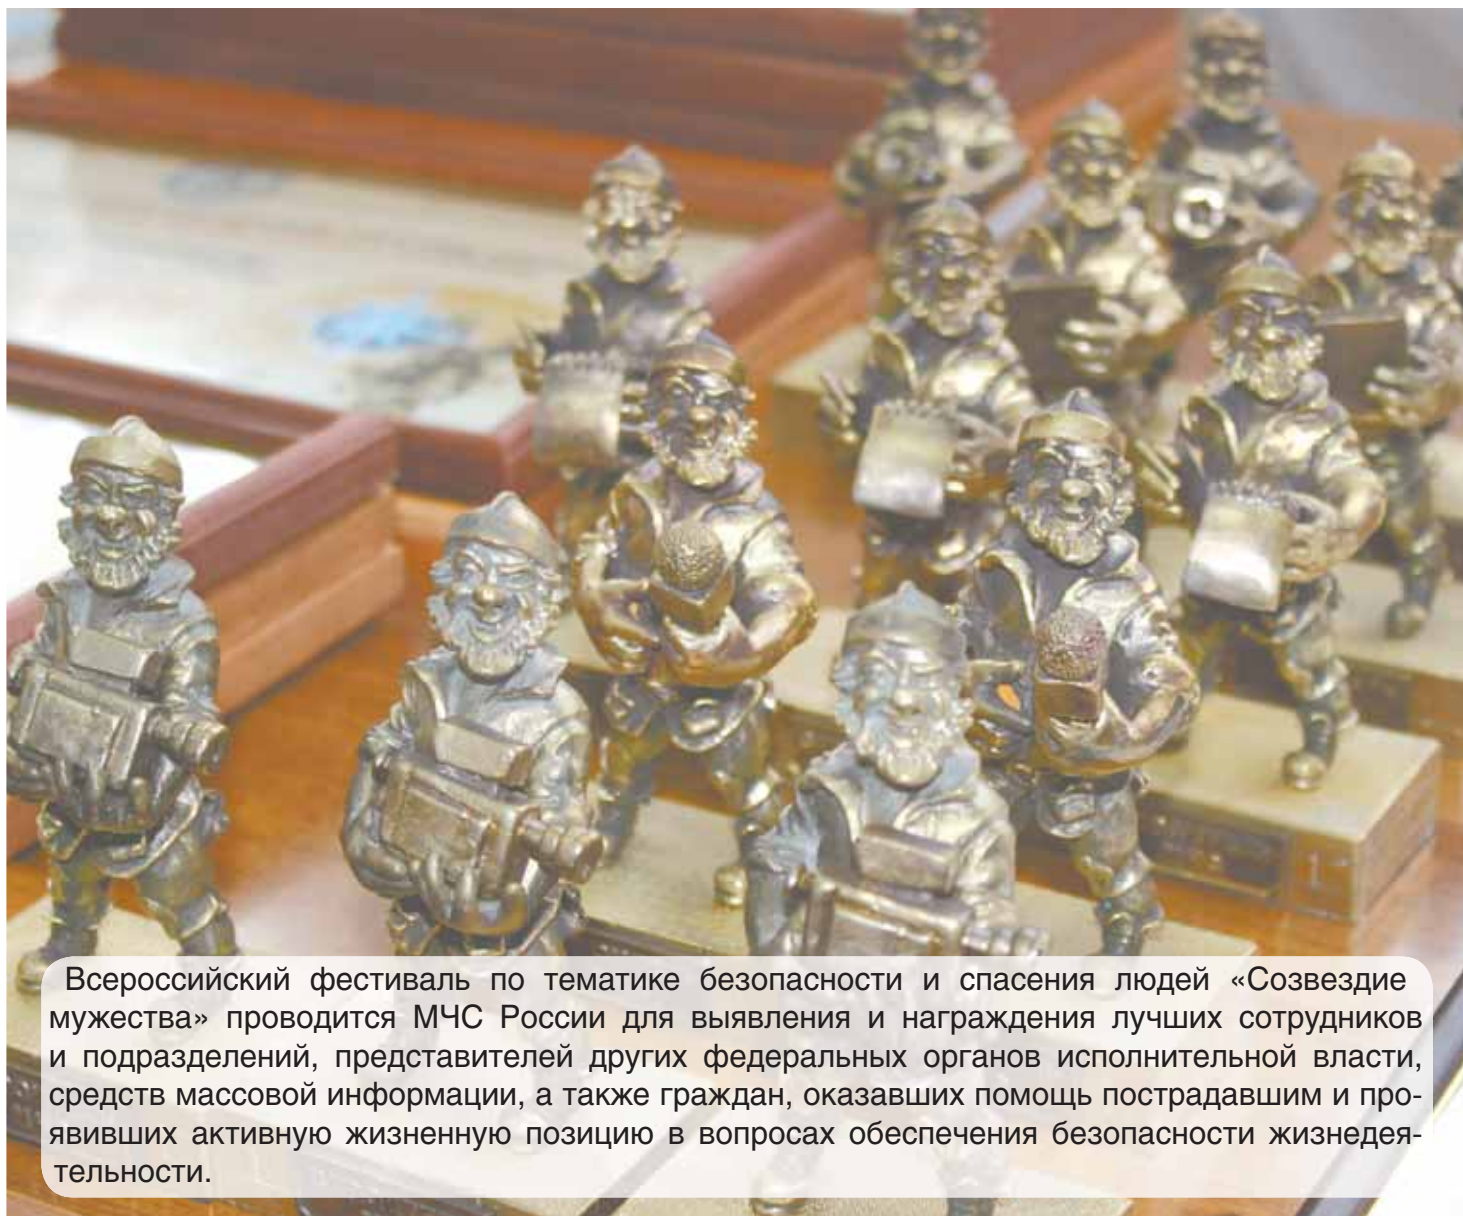 Всероссийский фестиваль по тематике безопасности и спасения людей «Созвездие
мужества» проводится МЧС России для выявления и награждения лучших сотрудников
и подразделений, представителей других федеральных органов исполнительной власти,
средств массовой информации, а также граждан, оказавших помощь пострадавшим и про-
явивших активную жизненную позицию в вопросах обеспечения безопасности жизнедея-
тельности.